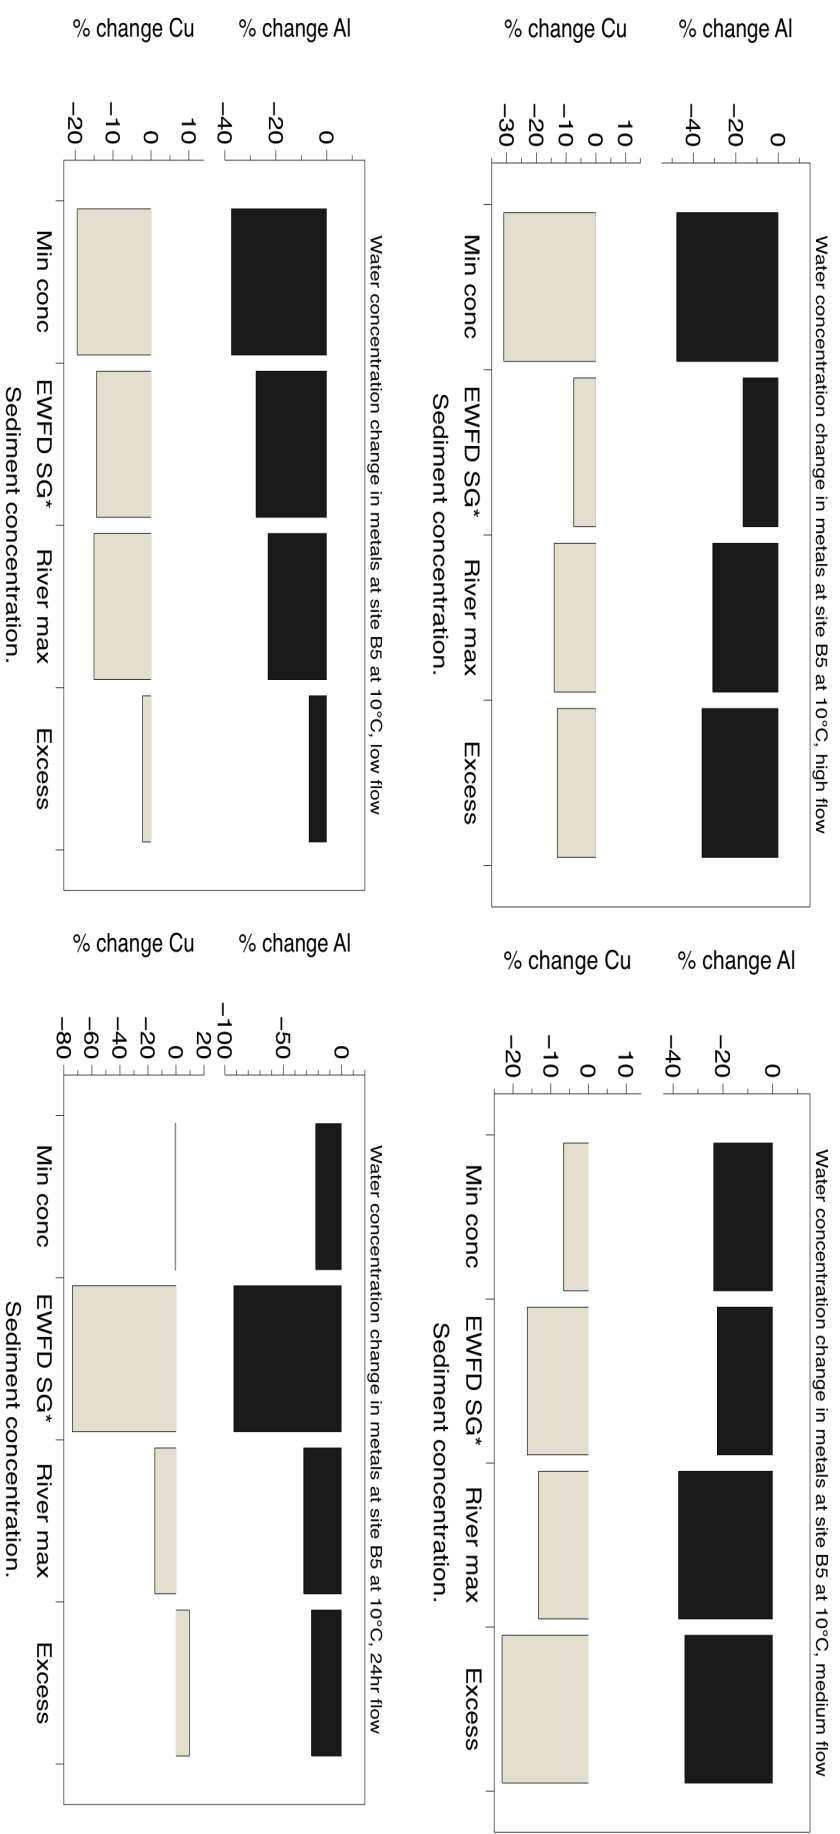 Water concentration change in metals at site B5 at 10°C, high flow
% change Al
0
−20
−40
% change Cu
10
0
−10
−20
−30
Min conc EWFD SG* River max Excess
Sediment concentration.
Water concentration change in metals at site B5 at 10°C, medium flow
% change Al
0
−20
−40
% change Cu
10
0
−10
−20
Min conc EWFD SG* River max Excess
Sediment concentration.
Water concentration change in metals at site B5 at 10°C, low flow
% change Al
0
−20
−40
% change Cu
10
0
−10
−20
Min conc EWFD SG* River max Excess
Sediment concentration.
Water concentration change in metals at site B5 at 10°C, 24hr flow
% change Al
0
−50
−100
% change Cu
20
0
−20
−40
−60
−80
Min conc EWFD SG* River max Excess
Sediment concentration.